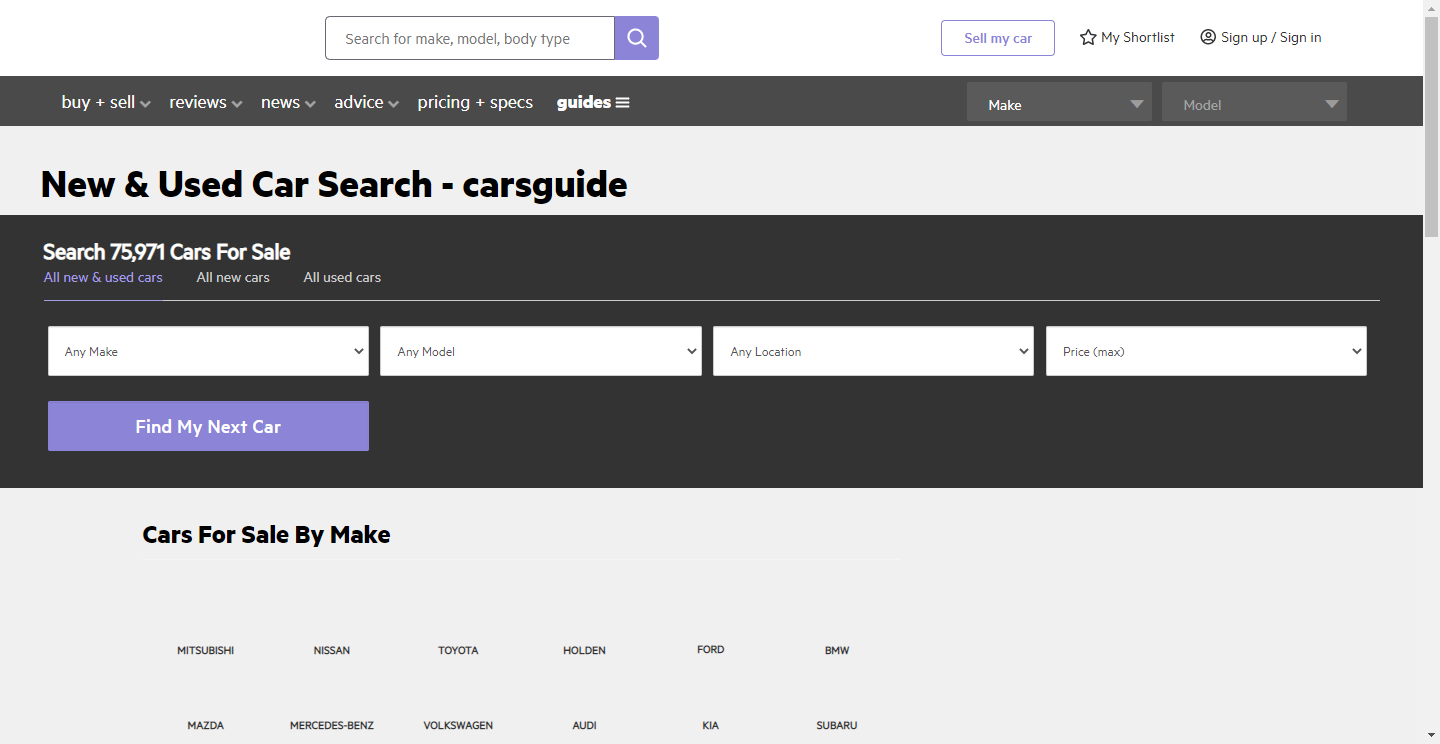 Search for make, model, body type
Sell my car
My Shortlist
Sign up / Sign in
buy + sell
reviews
news
advice
pricing + specs
guides
Make
Model
New & Used Car Search - carsguide
Search 75,971 Cars For Sale
All new & used cars
All new cars
All used cars
Any Make
Any Model
Any Location
Price (max)
Find My Next Car
Cars For Sale By Make
MITSUBISHI
NISSAN
TOYOTA
HOLDEN
FORD
BMW
MAZDA
MERCEDES-BENZ
VOLKSWAGEN
AUDI
KIA
SUBARU